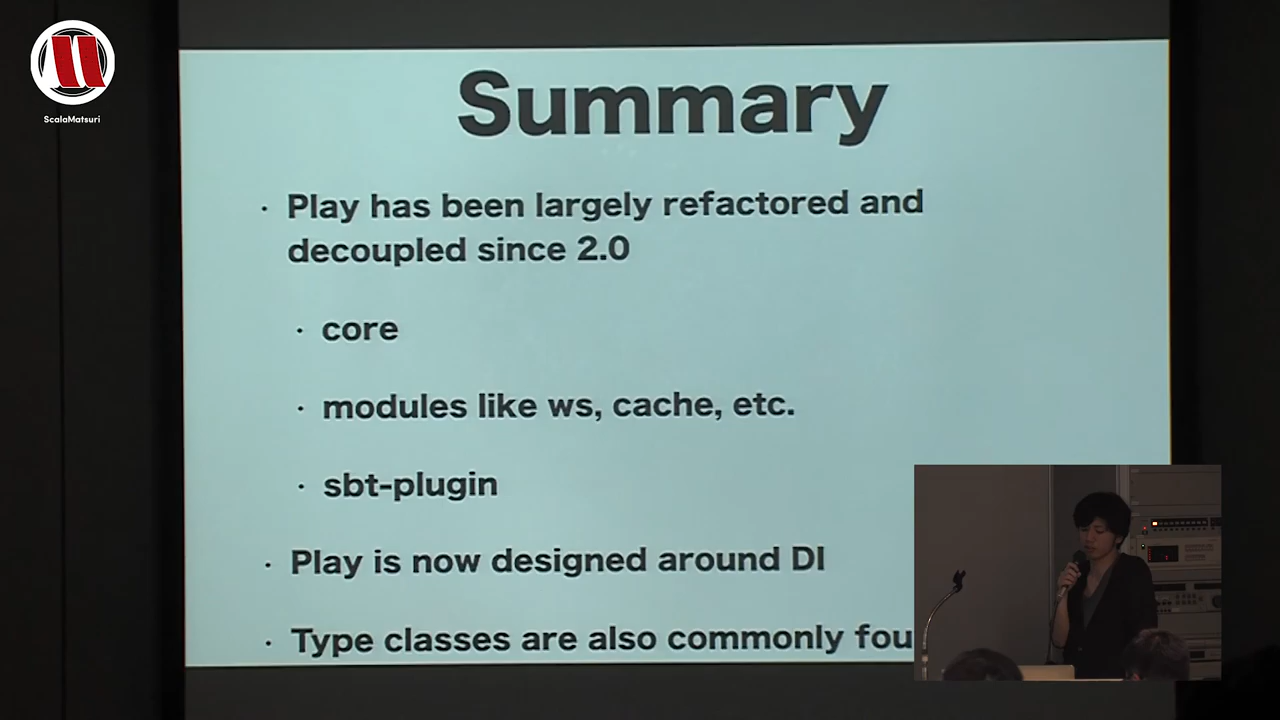 ScalaMatsuri
Summary
· Play has been largely refactored and
decoupled since 2.0
· core
· modules like ws, cache, etc.
· sbt-plugin
· Play is now designed around DI
· Type classes are also commonly fou